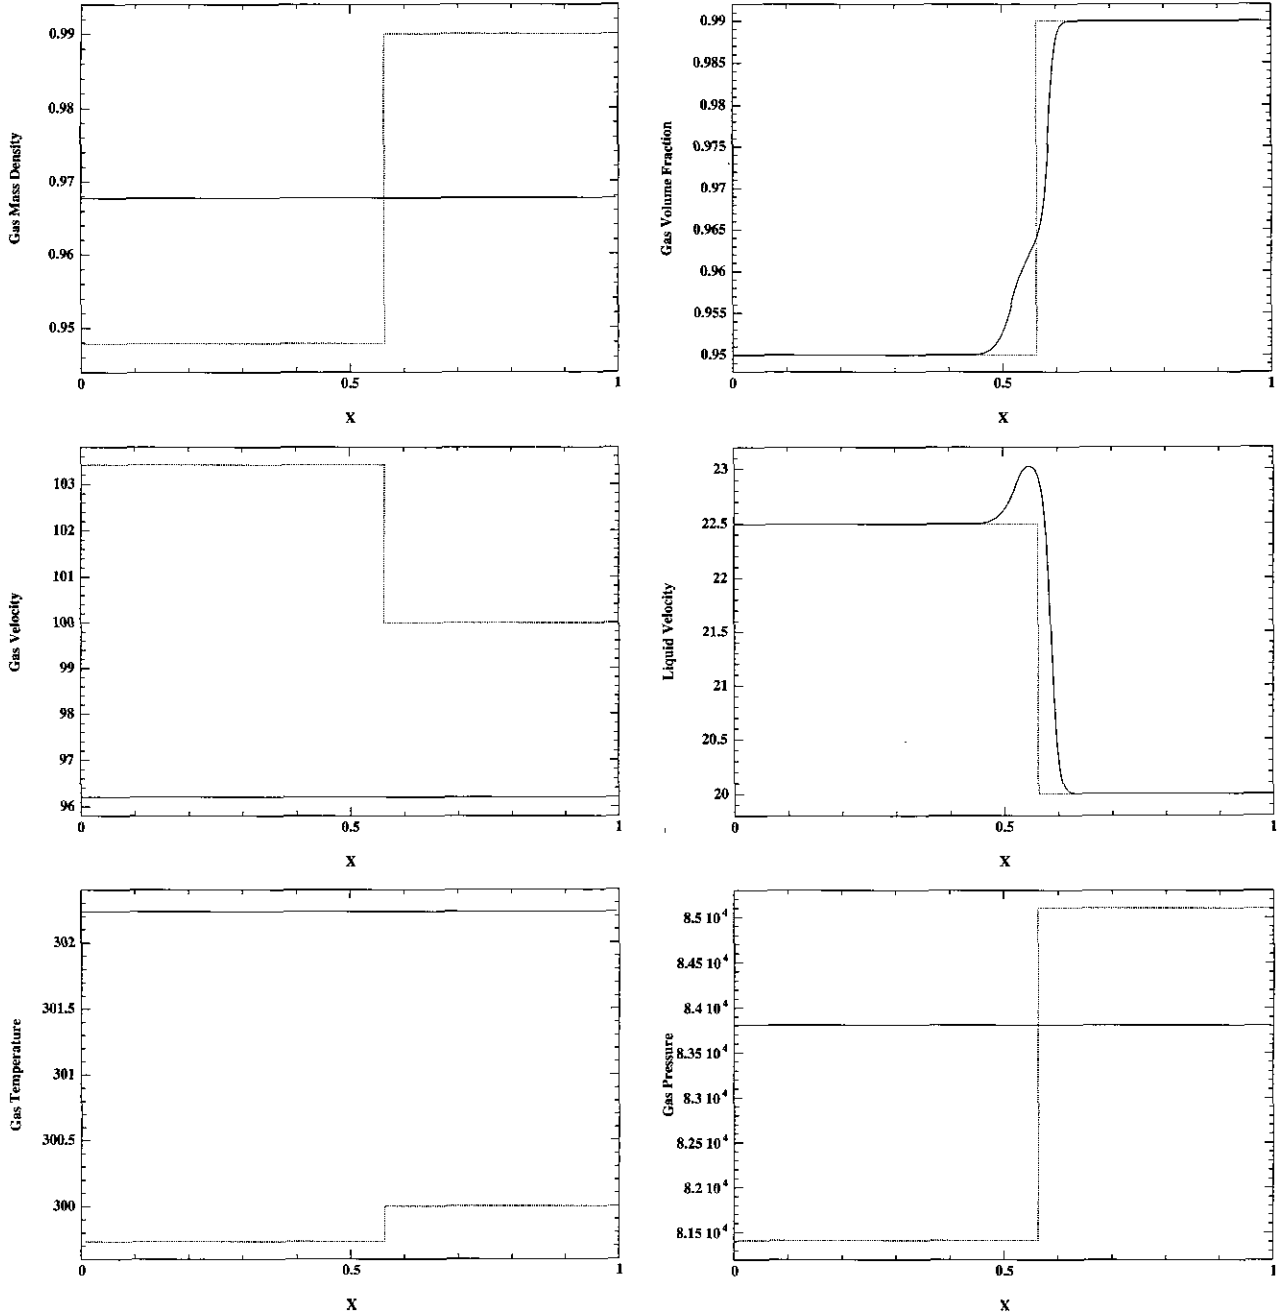 0.99
0.98
0.97
0.96
0.95
Gas Mass Density
0 0.5 1
X
0.99
0.985
0.98
0.975
0.97
0.965
0.96
0.955
0.95
Gas Volume Fraction
0 0.5 1
X
103
102
101
100
99
98
97
96
Gas Velocity
0 0.5 1
X
23
22.5
22
21.5
21
20.5
20
Liquid Velocity
0 0.5 1
X
302
301.5
301
300.5
300
Gas Temperature
0 0.5 1
X
8.5 10⁴
8.45 10⁴
8.4 10⁴
8.35 10⁴
8.3 10⁴
8.25 10⁴
8.2 10⁴
8.15 10⁴
Gas Pressure
0 0.5 1
X